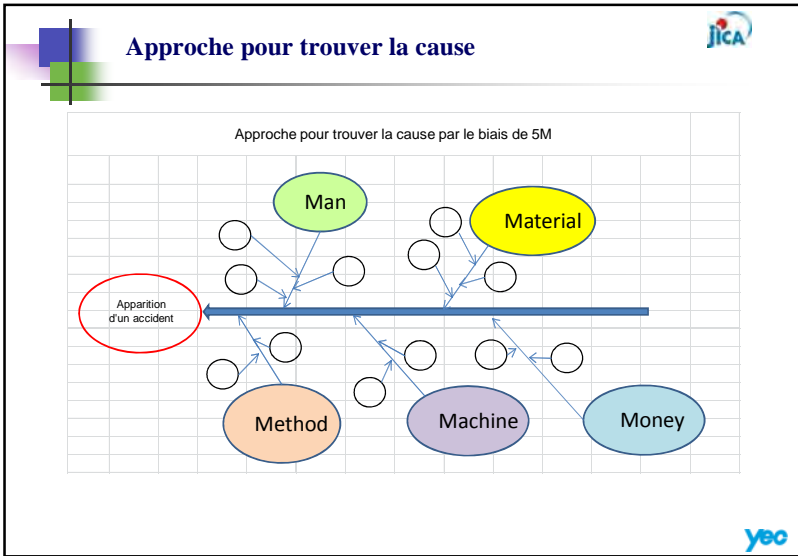 Approche pour trouver la cause
jICA
Approche pour trouver la cause par le biais de 5M
Man
Material
Apparition
d'un accident
Method
Machine
Money
yec